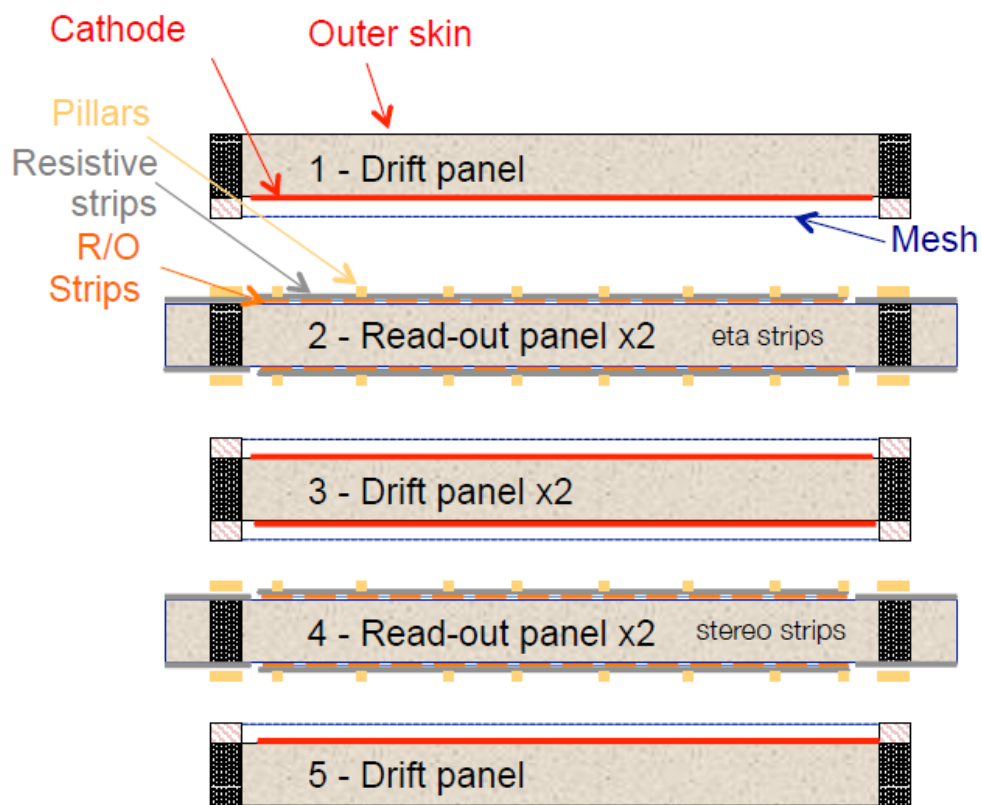 Cathode
Outer skin
Pillars
Resistive
strips
R/O
Strips
1 - Drift panel
Mesh
2 - Read-out panel x2
eta strips
3 - Drift panel x2
4 - Read-out panel x2
stereo strips
5 - Drift panel